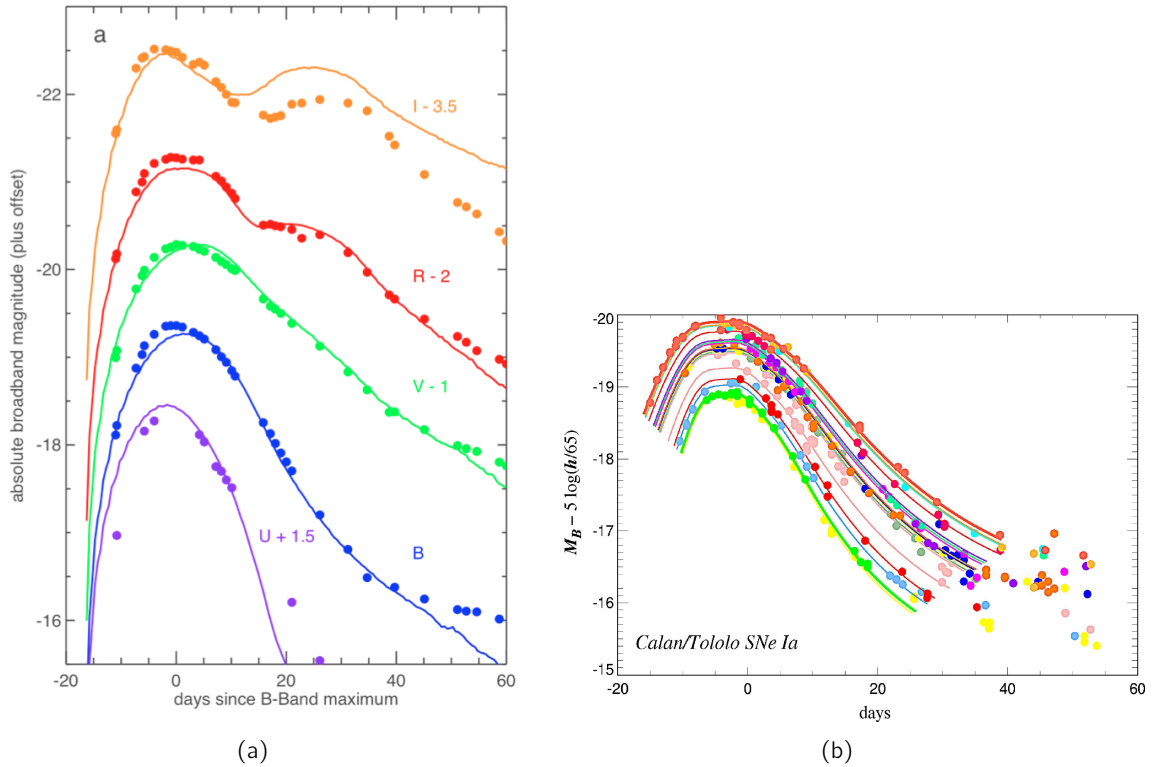 a
I - 3.5
R - 2
V - 1
B
U + 1.5
absolute broadband magnitude (plus offset)
-22
-20
-18
-16
-20 0 20 40 60
days since B-Band maximum
(a)
M_B – 5 log(h/65)
-20
-19
-18
-17
-16
-15
Calan/Tololo SNe Ia
-20 0 20 40 60
days
(b)